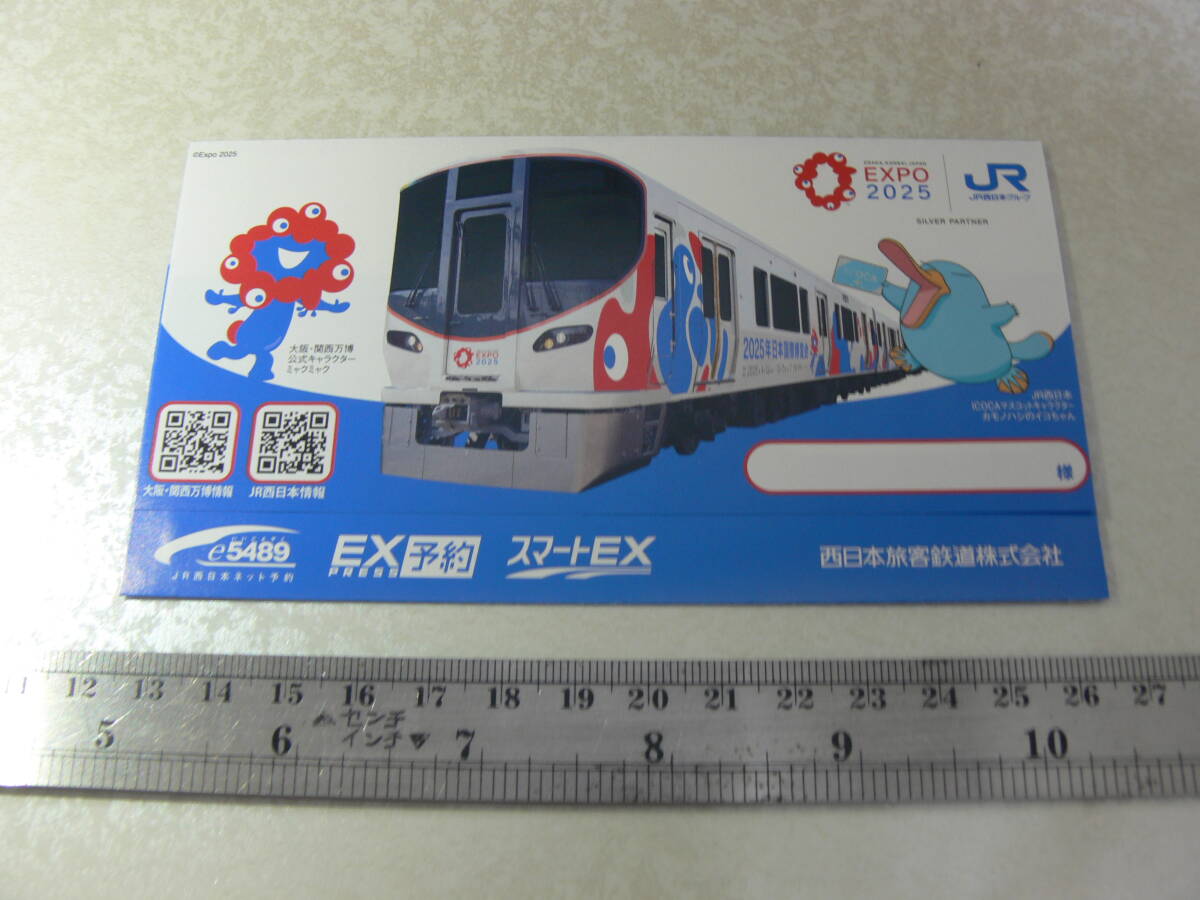 ©Expo 2025
OSAKA, KANSAI, JAPAN
EXPO
2025
JR
JR西日本グループ
SILVER PARTNER
ICOCA
大阪・関西万博
公式キャラクター
ミャクミャク
EXPO
2025
2025年日本国際博覧会
JR西日本
ICOCAマスコットキャラクター
カモノハシのイコちゃん
様
大阪・関西万博情報
JR西日本情報
e5489
JR西日本ネット予約
EX予約
PRESS
スマートEX
西日本旅客鉄道株式会社
11 12 13 14 15 16 17 18 19 20 21 22 23 24 25 26 27
センチ
インチ
5 6 7 8 9 10